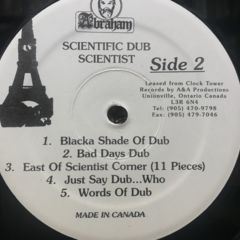 Abraham
SCIENTIFIC DUB
SCIENTIST
Side 2
Leased from Clock Tower
Records by A&A Productions
Unionville, Ontario Canada
L3R 6N4
Tel: (905) 470-9798
Fax: (905) 479-7046
1. Blacka Shade Of Dub
2. Bad Days Dub
3. East Of Scientist Corner (11 Pieces)
4. Just Say Dub...Who
5. Words Of Dub
MADE IN CANADA